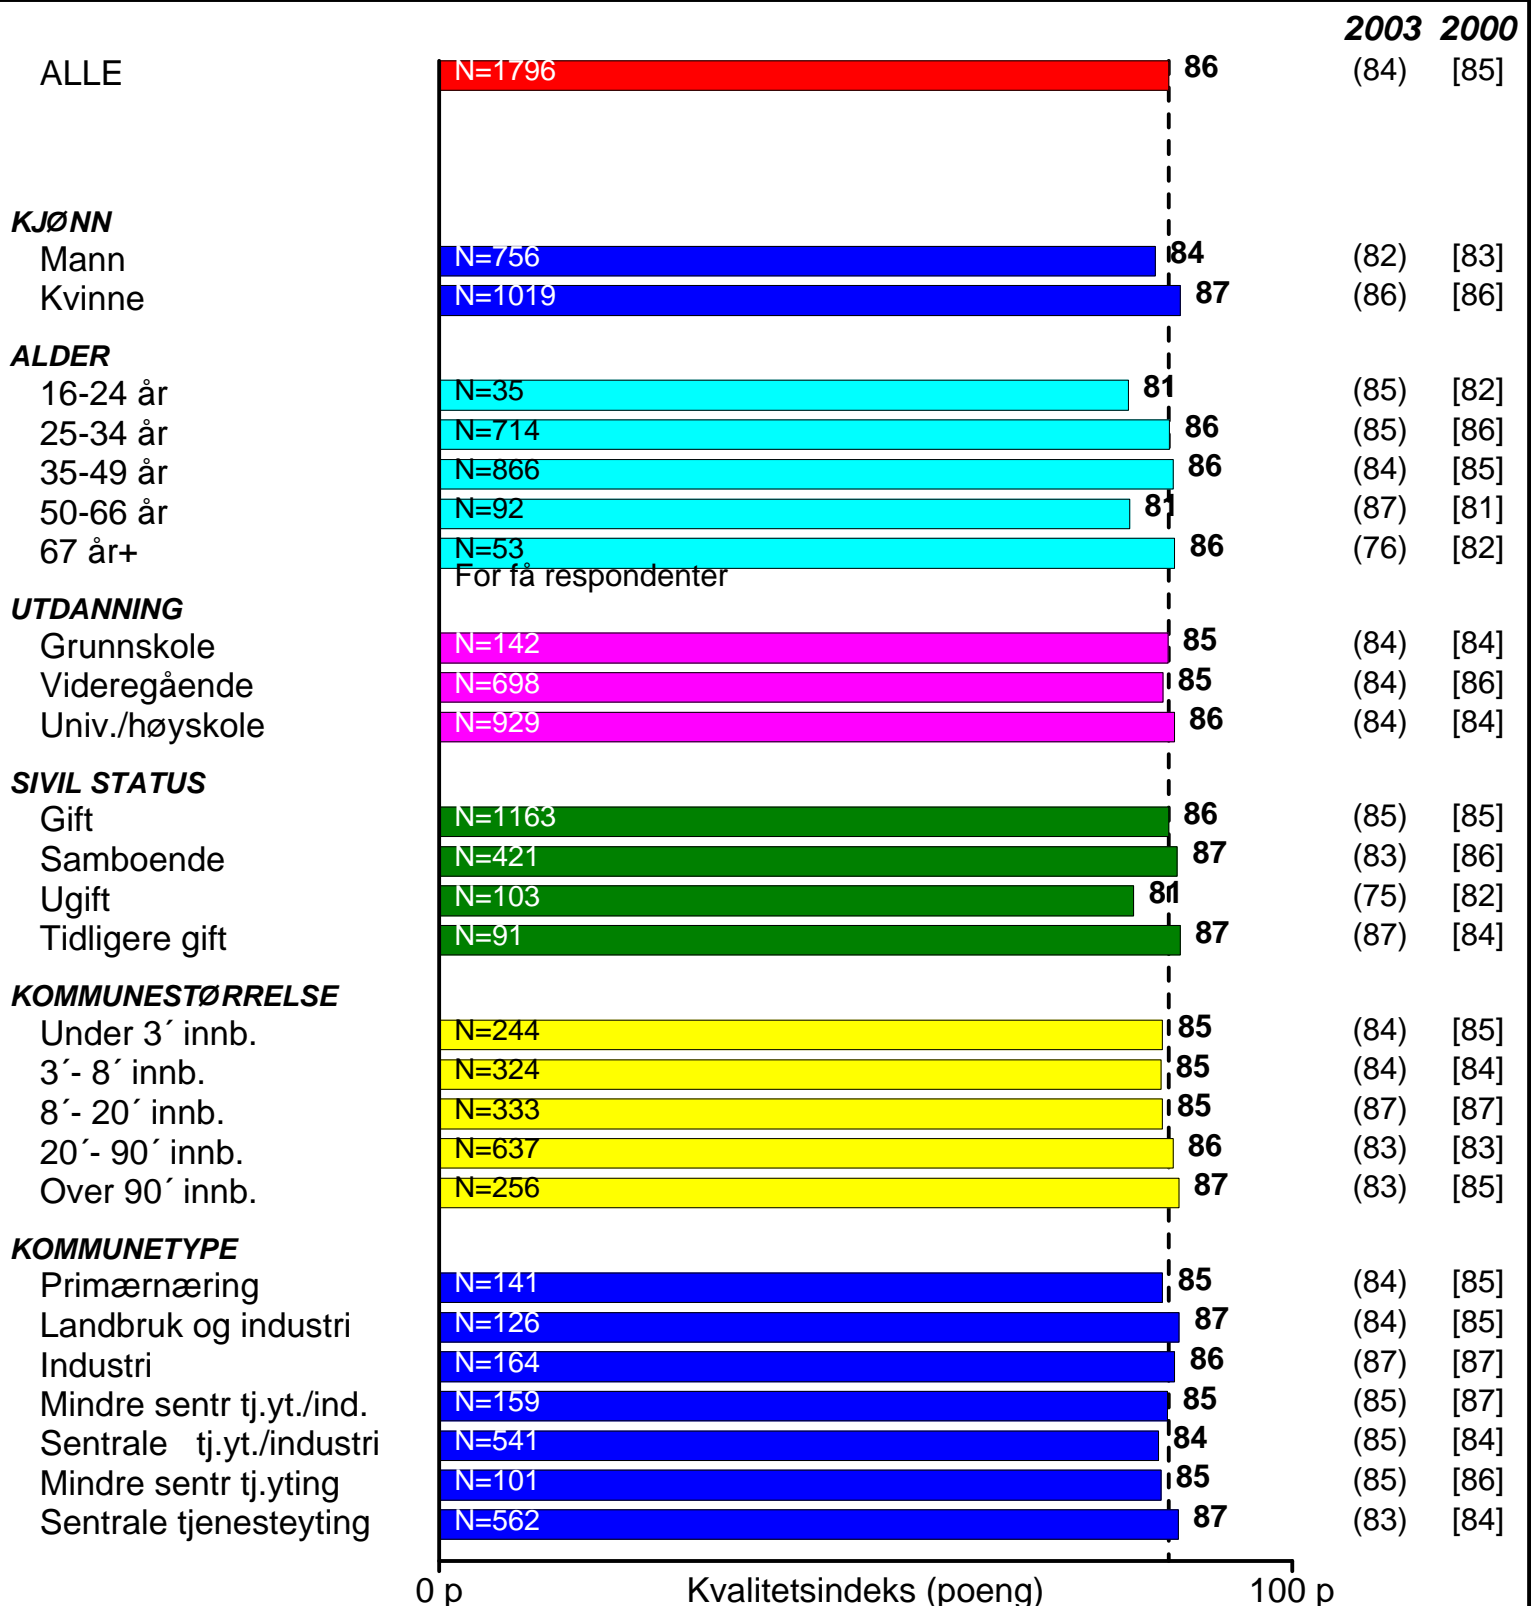 2003 2000
ALLE N=1796 86 (84) [85]
KJØNN
Mann N=756 84 (82) [83]
Kvinne N=1019 87 (86) [86]
ALDER
16-24 år N=35 81 (85) [82]
25-34 år N=714 86 (85) [86]
35-49 år N=866 86 (84) [85]
50-66 år N=92 81 (87) [81]
67 år+ N=53 86 (76) [82]
For få respondenter
UTDANNING
Grunnskole N=142 85 (84) [84]
Videregående N=698 85 (84) [86]
Univ./høyskole N=929 86 (84) [84]
SIVIL STATUS
Gift N=1163 86 (85) [85]
Samboende N=421 87 (83) [86]
Ugift N=103 81 (75) [82]
Tidligere gift N=91 87 (87) [84]
KOMMUNESTØRRELSE
Under 3´ innb. N=244 85 (84) [85]
3´- 8´ innb. N=324 85 (84) [84]
8´- 20´ innb. N=333 85 (87) [87]
20´- 90´ innb. N=637 86 (83) [83]
Over 90´ innb. N=256 87 (83) [85]
KOMMUNETYPE
Primærnæring N=141 85 (84) [85]
Landbruk og industri N=126 87 (84) [85]
Industri N=164 86 (87) [87]
Mindre sentr tj.yt./ind. N=159 85 (85) [87]
Sentrale tj.yt./industri N=541 84 (85) [84]
Mindre sentr tj.yting N=101 85 (85) [86]
Sentrale tjenesteyting N=562 87 (83) [84]
0 p Kvalitetsindeks (poeng) 100 p